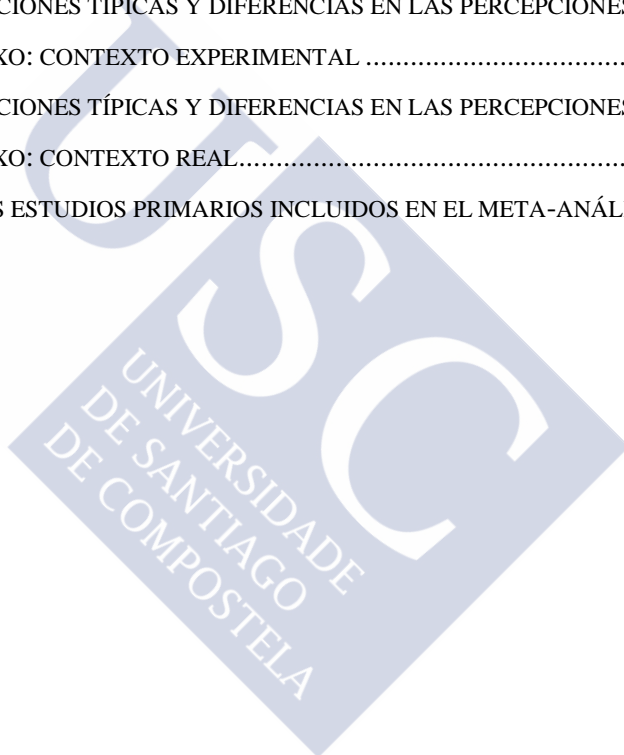 CIONES TÍPICAS Y DIFERENCIAS EN LAS PERCEPCIONES
XO: CONTEXTO EXPERIMENTAL ..................................
CIONES TÍPICAS Y DIFERENCIAS EN LAS PERCEPCIONES
XO: CONTEXTO REAL.......................................................
S ESTUDIOS PRIMARIOS INCLUIDOS EN EL META-ANÁL
USC
UNIVERSIDADE
DE SANTIAGO
DE COMPOSTELA